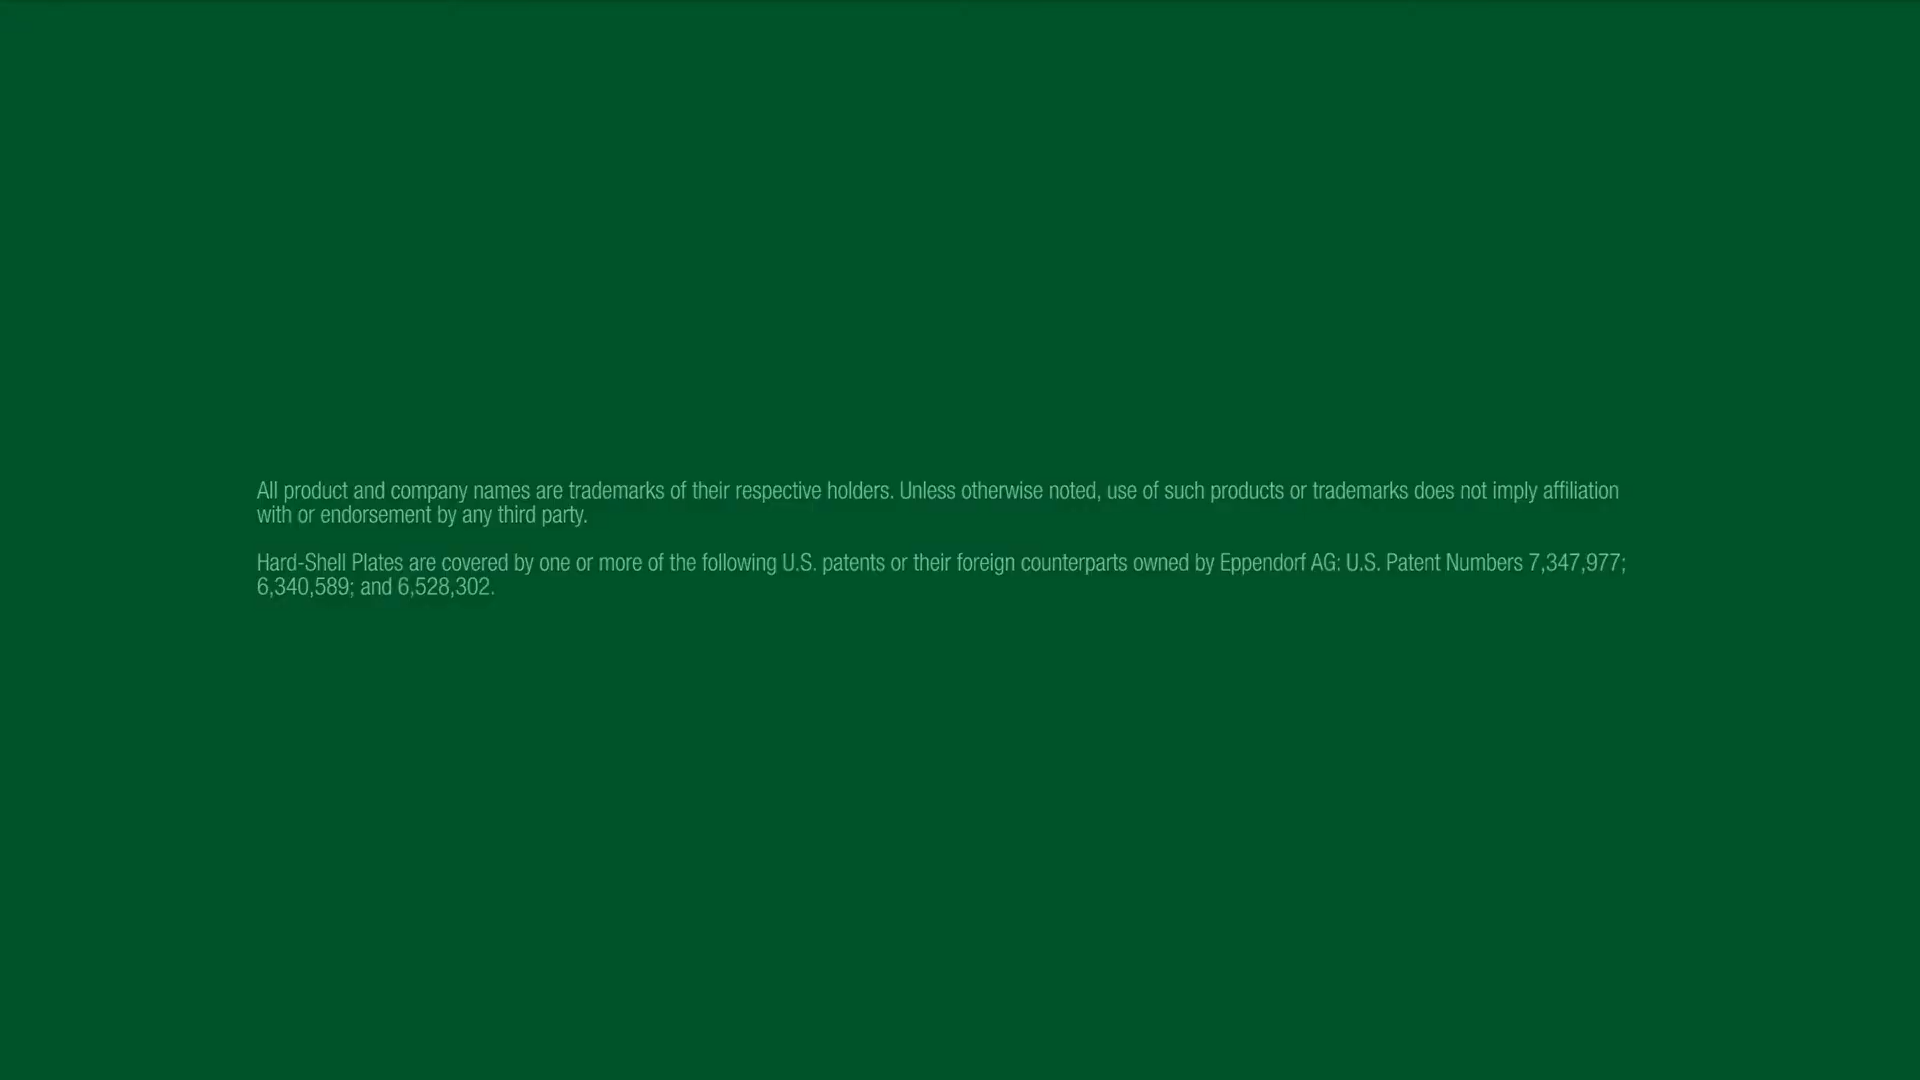 All product and company names are trademarks of their respective holders. Unless otherwise noted, use of such products or trademarks does not imply affiliation
with or endorsement by any third party.
Hard-Shell Plates are covered by one or more of the following U.S. patents or their foreign counterparts owned by Eppendorf AG: U.S. Patent Numbers 7,347,977;
6,340,589; and 6,528,302.